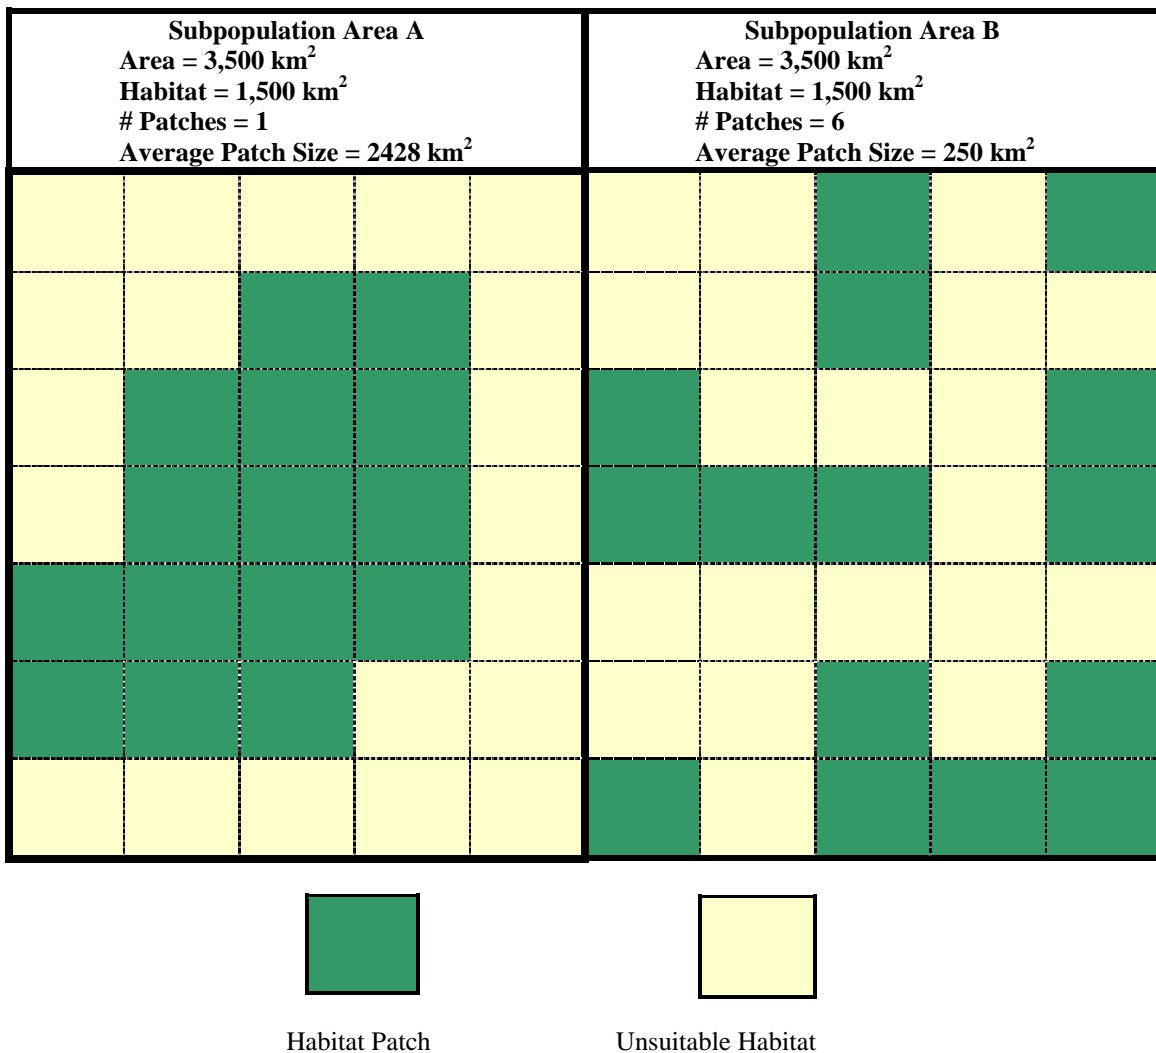 Subpopulation Area A
Area = 3,500 km²
Habitat = 1,500 km²
# Patches = 1
Average Patch Size = 2428 km²
Subpopulation Area B
Area = 3,500 km²
Habitat = 1,500 km²
# Patches = 6
Average Patch Size = 250 km²
Habitat Patch
Unsuitable Habitat